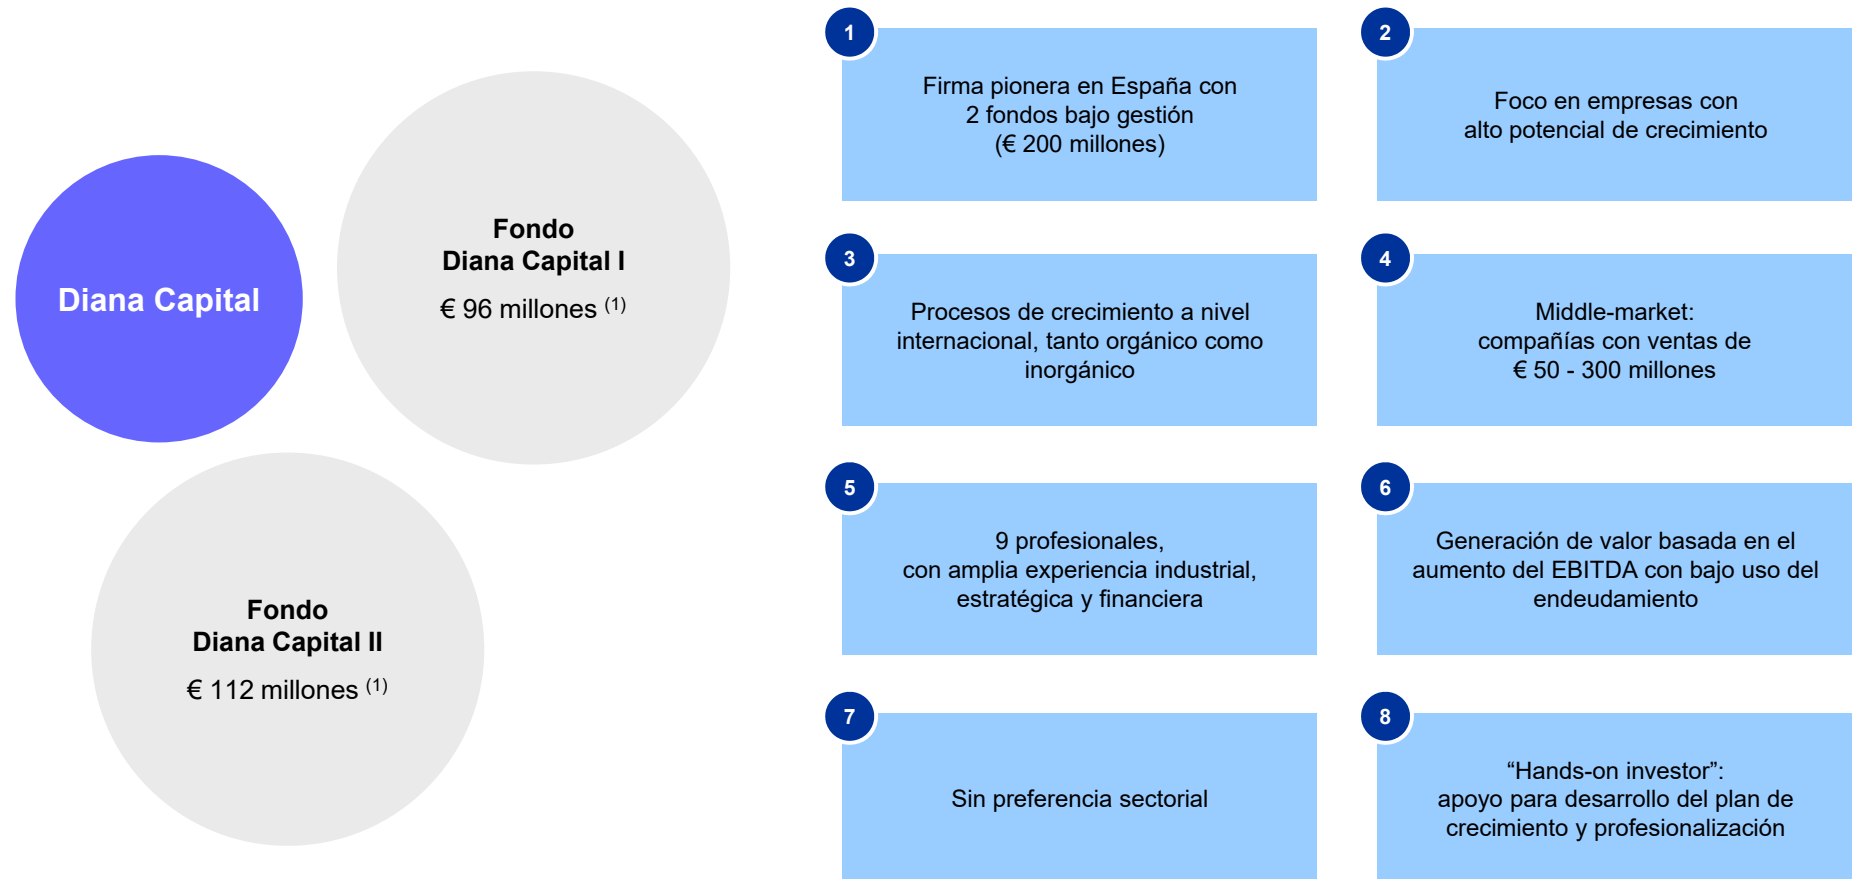 Diana Capital
Fondo
Diana Capital I
€ 96 millones (1)
Fondo
Diana Capital II
€ 112 millones (1)
1
Firma pionera en España con
2 fondos bajo gestión
(€ 200 millones)
2
Foco en empresas con
alto potencial de crecimiento
3
Procesos de crecimiento a nivel
internacional, tanto orgánico como
inorgánico
4
Middle-market:
compañías con ventas de
€ 50 - 300 millones
5
9 profesionales,
con amplia experiencia industrial,
estratégica y financiera
6
Generación de valor basada en el
aumento del EBITDA con bajo uso del
endeudamiento
7
Sin preferencia sectorial
8
“Hands-on investor”:
apoyo para desarrollo del plan de
crecimiento y profesionalización